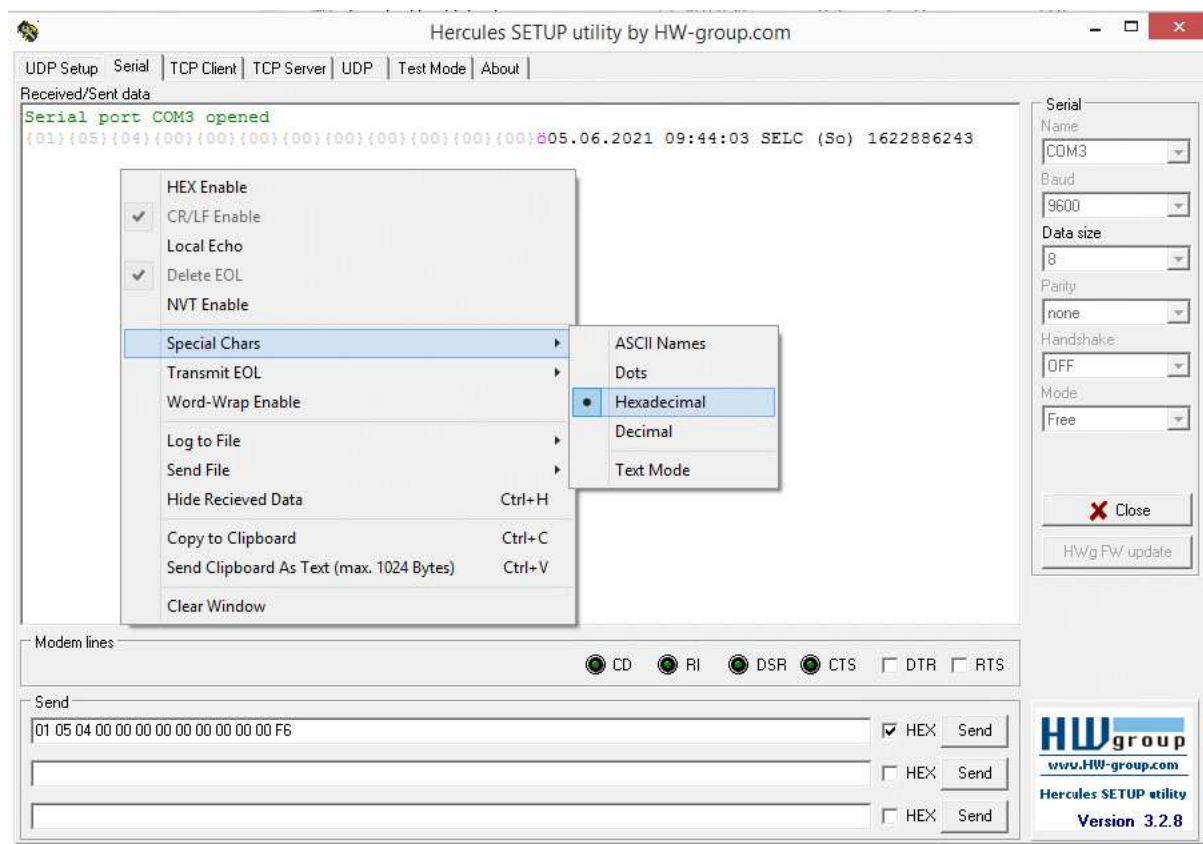 Hercules SETUP utility by HW-group.com
UDP Setup Serial TCP Client TCP Server UDP Test Mode About
Received/Sent data
Serial port COM3 opened
{01}{05}{04}{00}{00}{00}{00}{00}{00}{00}{00}{00}ö05.06.2021 09:44:03 SELC (So) 1622886243
HEX Enable
CR/LF Enable
Local Echo
Delete EOL
NVT Enable
Special Chars
Transmit EOL
Word-Wrap Enable
Log to File
Send File
Hide Recieved Data Ctrl+H
Copy to Clipboard Ctrl+C
Send Clipboard As Text (max. 1024 Bytes) Ctrl+V
Clear Window
ASCII Names
Dots
Hexadecimal
Decimal
Text Mode
Serial
Name
COM3
Baud
9600
Data size
8
Parity
none
Handshake
OFF
Mode
Free
Close
HWg FW update
Modem lines
CD RI DSR CTS DTR RTS
Send
01 05 04 00 00 00 00 00 00 00 00 00 F6 HEX Send
HEX Send
HEX Send
HWgroup
www.HW-group.com
Hercules SETUP utility
Version 3.2.8